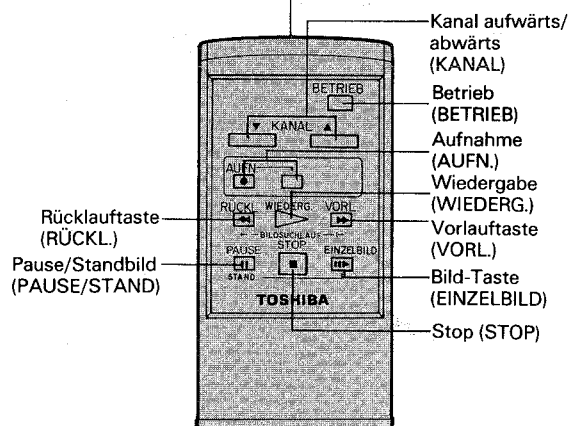 Kanal aufwärts/
abwärts
(KANAL)
BETRIEB
Betrieb
(BETRIEB)
▼ KANAL ▲
Aufnahme
(AUFN.)
AUFN.
Wiedergabe
(WIEDERG.)
RÜCKL. WIEDERG. VORL.
Rücklauftaste
(RÜCKL.)
Vorlauftaste
(VORL.)
BILDSUCHLAUF
PAUSE STOP EINZELBILD
Pause/Standbild
(PAUSE/STAND)
STAND
Bild-Taste
(EINZELBILD)
TOSHIBA
Stop (STOP)